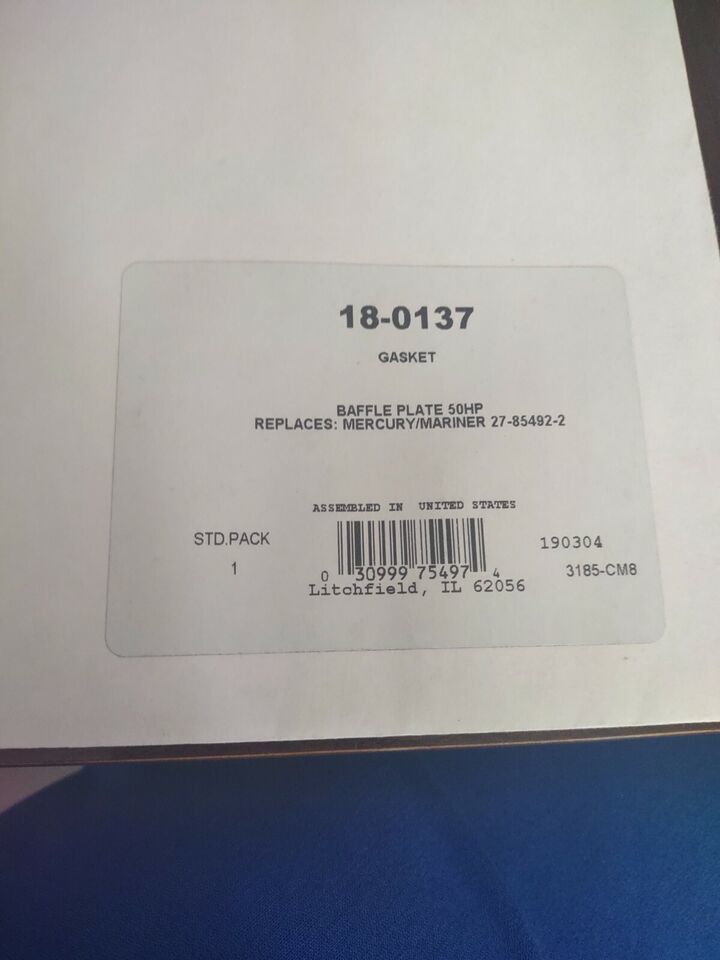 18-0137
GASKET
BAFFLE PLATE 50HP
REPLACES: MERCURY/MARINER 27-85492-2
ASSEMBLED IN UNITED STATES
STD.PACK
1
0 30999 75497 4
Litchfield, IL 62056
190304
3185-CM8